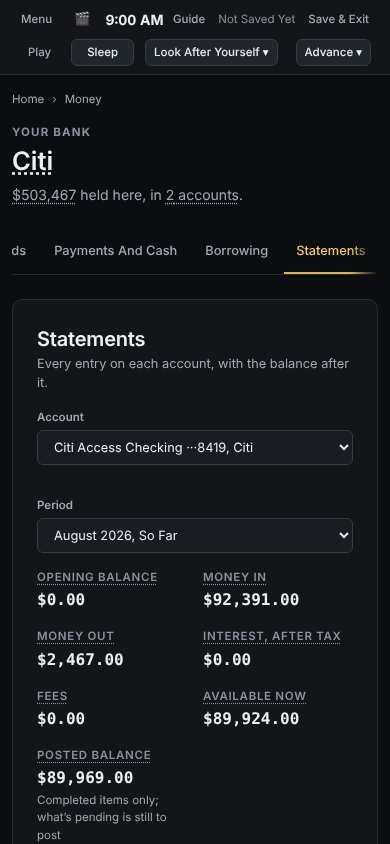 Menu 🎬 9:00 AM Guide Not Saved Yet Save & Exit
Play Sleep Look After Yourself ▾ Advance ▾
Home › Money
YOUR BANK
Citi
$503,467 held here, in 2 accounts.
ds Payments And Cash Borrowing Statements
Statements
Every entry on each account, with the balance after
it.
Account
Citi Access Checking ···8419, Citi
Period
August 2026, So Far
OPENING BALANCE MONEY IN
$0.00 $92,391.00
MONEY OUT INTEREST, AFTER TAX
$2,467.00 $0.00
FEES AVAILABLE NOW
$0.00 $89,924.00
POSTED BALANCE
$89,969.00
Completed items only;
what's pending is still to
post